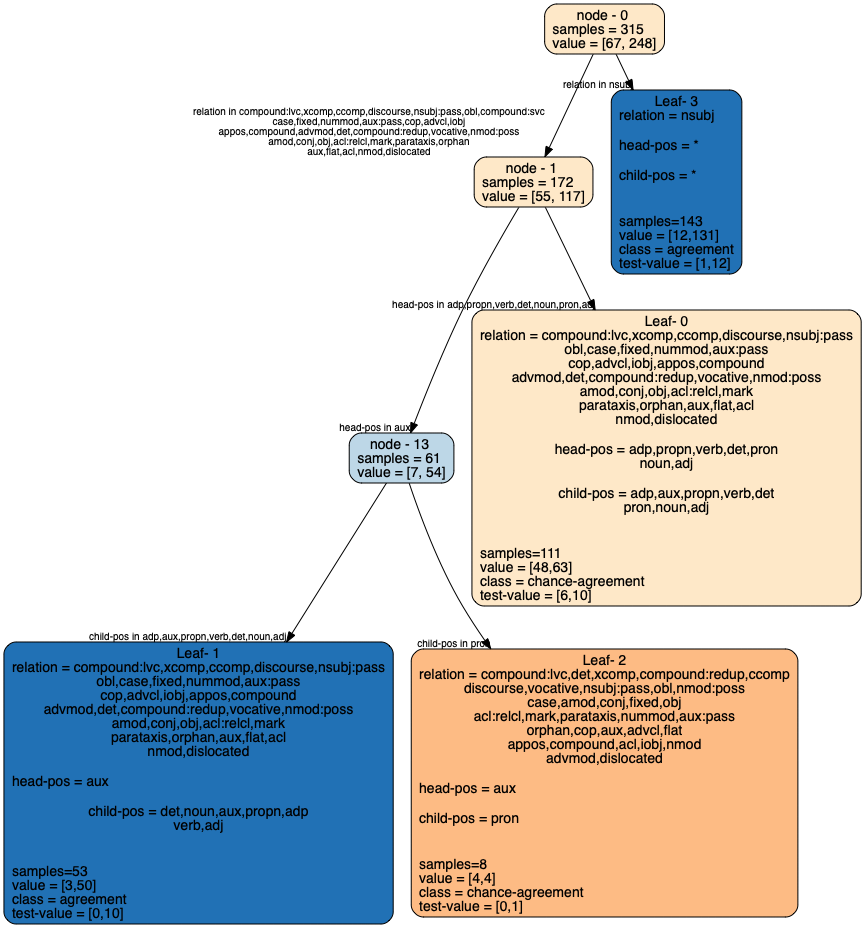 node - 0
samples = 315
value = [67, 248]
relation in nsubj
relation in compound:lvc,xcomp,ccomp,discourse,nsubj:pass,obl,compound:svc
case,fixed,nummod,aux:pass,cop,advcl,iobj
appos,compound,advmod,det,compound:redup,vocative,nmod:poss
amod,conj,obj,acl:relcl,mark,parataxis,orphan
aux,flat,acl,nmod,dislocated
Leaf- 3
relation = nsubj
head-pos = *
child-pos = *
samples=143
value = [12,131]
class = agreement
test-value = [1,12]
node - 1
samples = 172
value = [55, 117]
head-pos in adp,propn,verb,det,noun,pron,adj
Leaf- 0
relation = compound:lvc,xcomp,ccomp,discourse,nsubj:pass
obl,case,fixed,nummod,aux:pass
cop,advcl,iobj,appos,compound
advmod,det,compound:redup,vocative,nmod:poss
amod,conj,obj,acl:relcl,mark
parataxis,orphan,aux,flat,acl
nmod,dislocated
head-pos = adp,propn,verb,det,pron
noun,adj
child-pos = adp,aux,propn,verb,det
pron,noun,adj
samples=111
value = [48,63]
class = chance-agreement
test-value = [6,10]
head-pos in aux
node - 13
samples = 61
value = [7, 54]
child-pos in adp,aux,propn,verb,det,noun,adj
Leaf- 1
relation = compound:lvc,xcomp,ccomp,discourse,nsubj:pass
obl,case,fixed,nummod,aux:pass
cop,advcl,iobj,appos,compound
advmod,det,compound:redup,vocative,nmod:poss
amod,conj,obj,acl:relcl,mark
parataxis,orphan,aux,flat,acl
nmod,dislocated
head-pos = aux
child-pos = det,noun,aux,propn,adp
verb,adj
samples=53
value = [3,50]
class = agreement
test-value = [0,10]
child-pos in pron
Leaf- 2
relation = compound:lvc,det,xcomp,compound:redup,ccomp
discourse,vocative,nsubj:pass,obl,nmod:poss
case,amod,conj,fixed,obj
acl:relcl,mark,parataxis,nummod,aux:pass
orphan,cop,aux,advcl,flat
appos,compound,acl,iobj,nmod
advmod,dislocated
head-pos = aux
child-pos = pron
samples=8
value = [4,4]
class = chance-agreement
test-value = [0,1]